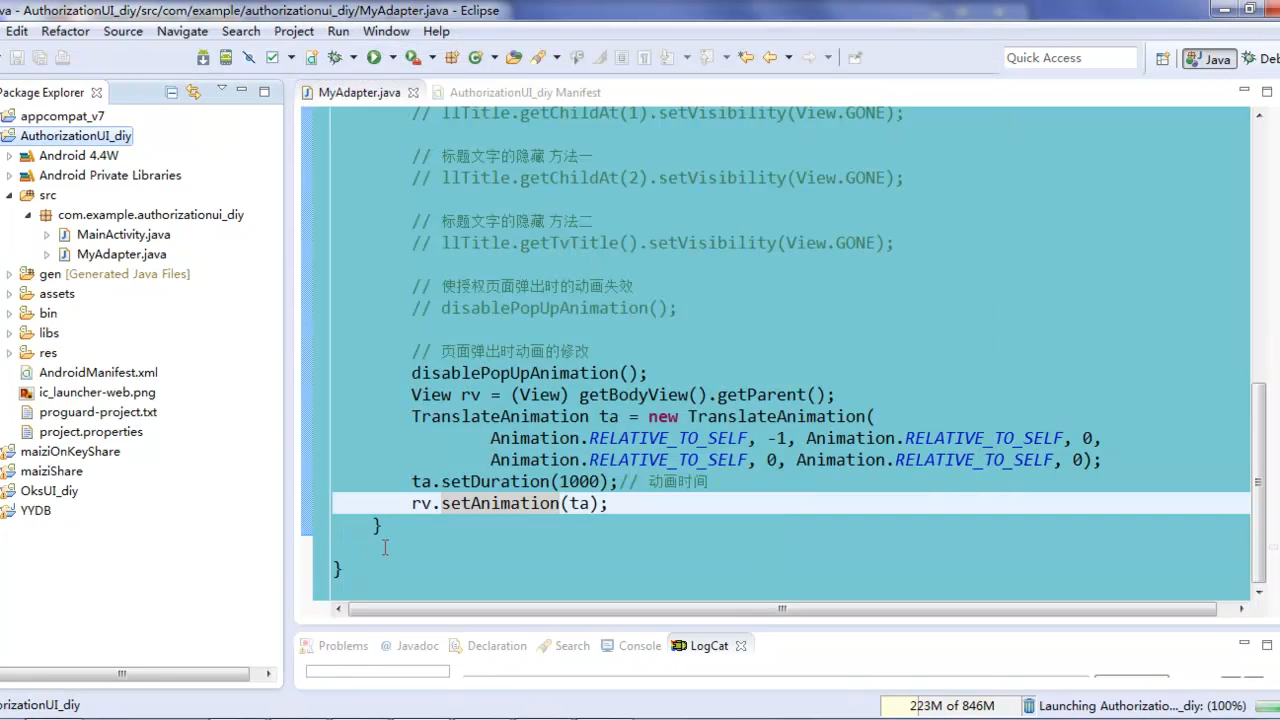 va - AuthorizationUI_diy/src/com/example/authorizationui_diy/MyAdapter.java - Eclipse
Edit Refactor Source Navigate Search Project Run Window Help
Quick Access
Java
Deb
Package Explorer
appcompat_v7
AuthorizationUI_diy
Android 4.4W
Android Private Libraries
src
com.example.authorizationui_diy
MainActivity.java
MyAdapter.java
gen [Generated Java Files]
assets
bin
libs
res
AndroidManifest.xml
ic_launcher-web.png
proguard-project.txt
project.properties
maiziOnKeyShare
maiziShare
OksUI_diy
YYDB
MyAdapter.java
AuthorizationUI_diy Manifest
// llTitle.getChildAt(1).setVisibility(View.GONE);
// 标题文字的隐藏 方法一
// llTitle.getChildAt(2).setVisibility(View.GONE);
// 标题文字的隐藏 方法二
// llTitle.getTvTitle().setVisibility(View.GONE);
// 使授权页面弹出时的动画失效
// disablePopUpAnimation();
// 页面弹出时动画的修改
disablePopUpAnimation();
View rv = (View) getBodyView().getParent();
TranslateAnimation ta = new TranslateAnimation(
Animation.RELATIVE_TO_SELF, -1, Animation.RELATIVE_TO_SELF, 0,
Animation.RELATIVE_TO_SELF, 0, Animation.RELATIVE_TO_SELF, 0);
ta.setDuration(1000);// 动画时间
rv.setAnimation(ta);
}
}
Problems @ Javadoc Declaration Search Console LogCat
orizationUI_diy
223M of 846M
Launching Authorizatio..._diy: (100%)